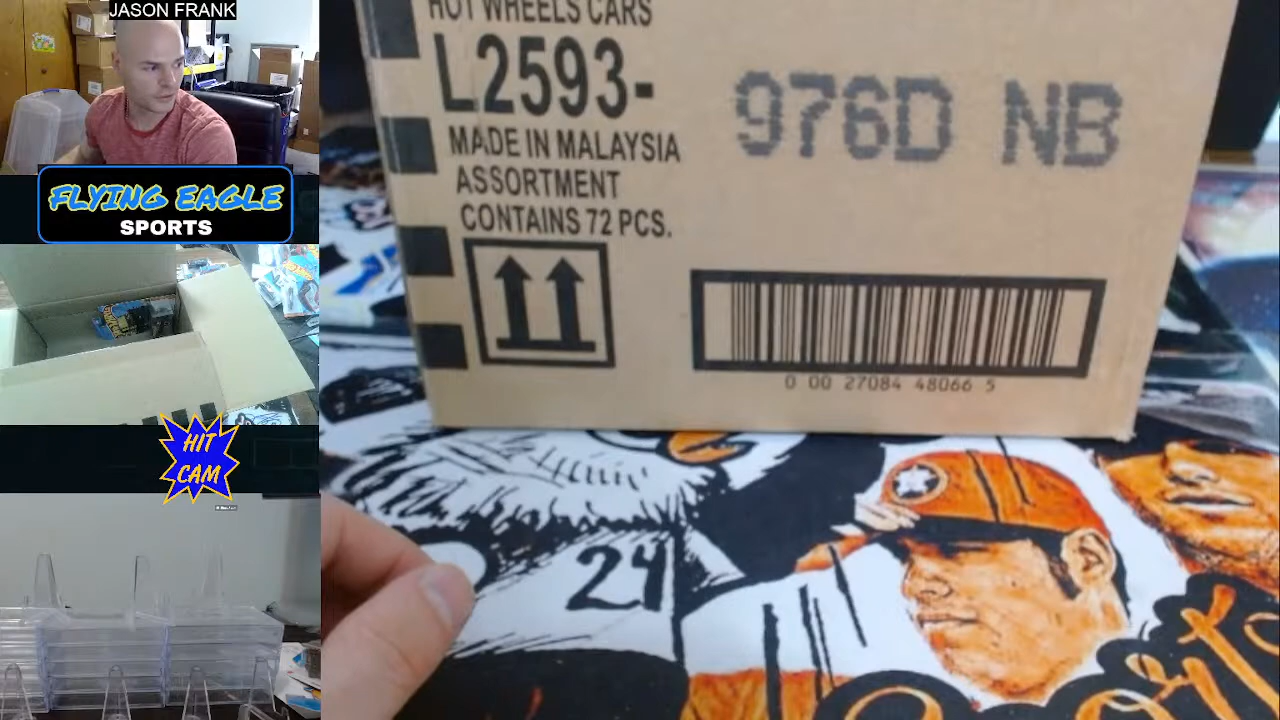 JASON FRANK
FLYING EAGLE
SPORTS
HIT
CAM
HOT WHEELS CARS
L2593-
976D NB
MADE IN MALAYSIA
ASSORTMENT
CONTAINS 72 PCS.
0 00 27084 48066 5
24